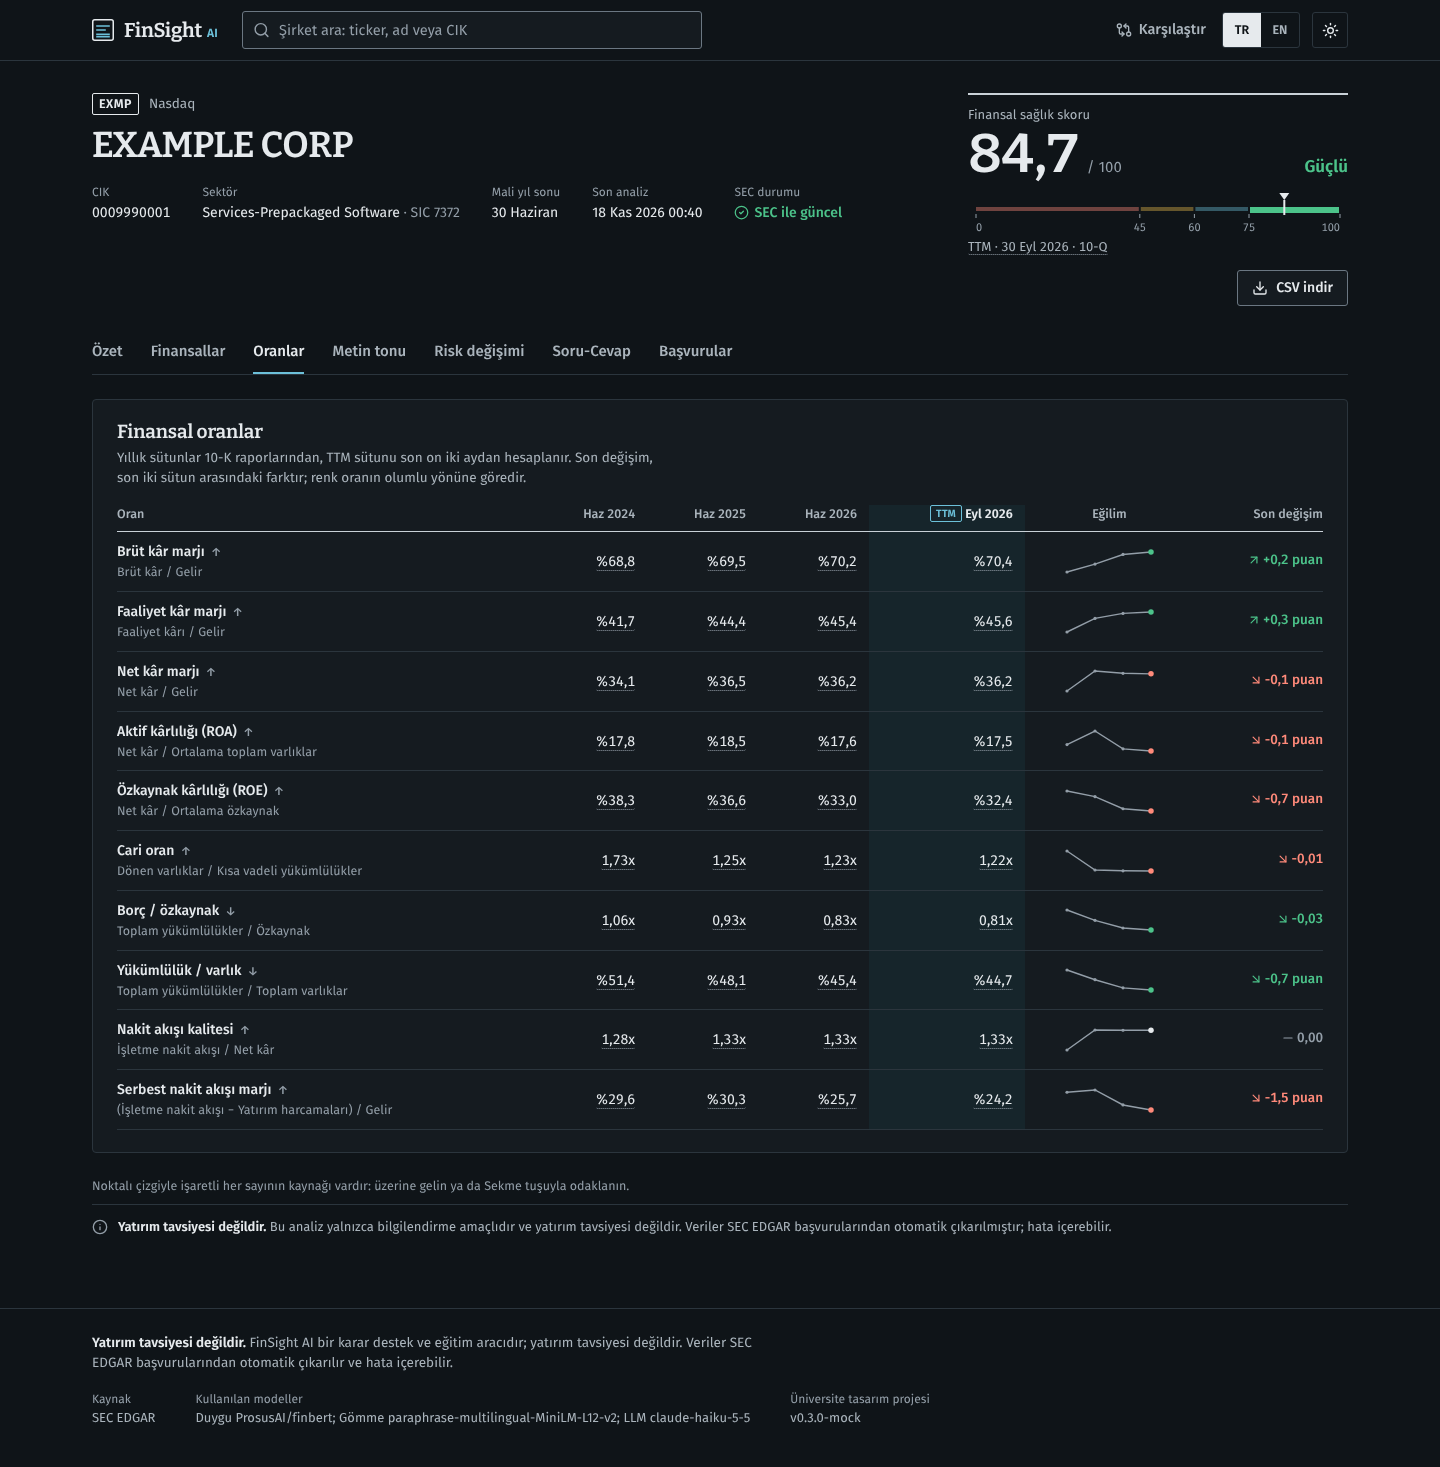 FinSight AI
Şirket ara: ticker, ad veya CIK
Karşılaştır
TR EN
EXMP Nasdaq
EXAMPLE CORP
CIK
0009990001
Sektör
Services-Prepackaged Software · SIC 7372
Mali yıl sonu
30 Haziran
Son analiz
18 Kas 2026 00:40
SEC durumu
SEC ile güncel
Finansal sağlık skoru
84,7 / 100 Güçlü
0 45 60 75 100
TTM · 30 Eyl 2026 · 10-Q
CSV indir
Özet Finansallar Oranlar Metin tonu Risk değişimi Soru-Cevap Başvurular
Finansal oranlar
Yıllık sütunlar 10-K raporlarından, TTM sütunu son on iki aydan hesaplanır. Son değişim,
son iki sütun arasındaki farktır; renk oranın olumlu yönüne göredir.
Oran Haz 2024 Haz 2025 Haz 2026 TTM Eyl 2026 Eğilim Son değişim
Brüt kâr marjı ↑
Brüt kâr / Gelir
%68,8 %69,5 %70,2 %70,4 ↗ +0,2 puan
Faaliyet kâr marjı ↑
Faaliyet kârı / Gelir
%41,7 %44,4 %45,4 %45,6 ↗ +0,3 puan
Net kâr marjı ↑
Net kâr / Gelir
%34,1 %36,5 %36,2 %36,2 ↘ -0,1 puan
Aktif kârlılığı (ROA) ↑
Net kâr / Ortalama toplam varlıklar
%17,8 %18,5 %17,6 %17,5 ↘ -0,1 puan
Özkaynak kârlılığı (ROE) ↑
Net kâr / Ortalama özkaynak
%38,3 %36,6 %33,0 %32,4 ↘ -0,7 puan
Cari oran ↑
Dönen varlıklar / Kısa vadeli yükümlülükler
1,73x 1,25x 1,23x 1,22x ↘ -0,01
Borç / özkaynak ↓
Toplam yükümlülükler / Özkaynak
1,06x 0,93x 0,83x 0,81x ↘ -0,03
Yükümlülük / varlık ↓
Toplam yükümlülükler / Toplam varlıklar
%51,4 %48,1 %45,4 %44,7 ↘ -0,7 puan
Nakit akışı kalitesi ↑
İşletme nakit akışı / Net kâr
1,28x 1,33x 1,33x 1,33x — 0,00
Serbest nakit akışı marjı ↑
(İşletme nakit akışı − Yatırım harcamaları) / Gelir
%29,6 %30,3 %25,7 %24,2 ↘ -1,5 puan
Noktalı çizgiyle işaretli her sayının kaynağı vardır: üzerine gelin ya da Sekme tuşuyla odaklanın.
Yatırım tavsiyesi değildir. Bu analiz yalnızca bilgilendirme amaçlıdır ve yatırım tavsiyesi değildir. Veriler SEC EDGAR başvurularından otomatik çıkarılmıştır; hata içerebilir.
Yatırım tavsiyesi değildir. FinSight AI bir karar destek ve eğitim aracıdır; yatırım tavsiyesi değildir. Veriler SEC
EDGAR başvurularından otomatik çıkarılır ve hata içerebilir.
Kaynak
SEC EDGAR
Kullanılan modeller
Duygu ProsusAI/finbert; Gömme paraphrase-multilingual-MiniLM-L12-v2; LLM claude-haiku-5-5
Üniversite tasarım projesi
v0.3.0-mock